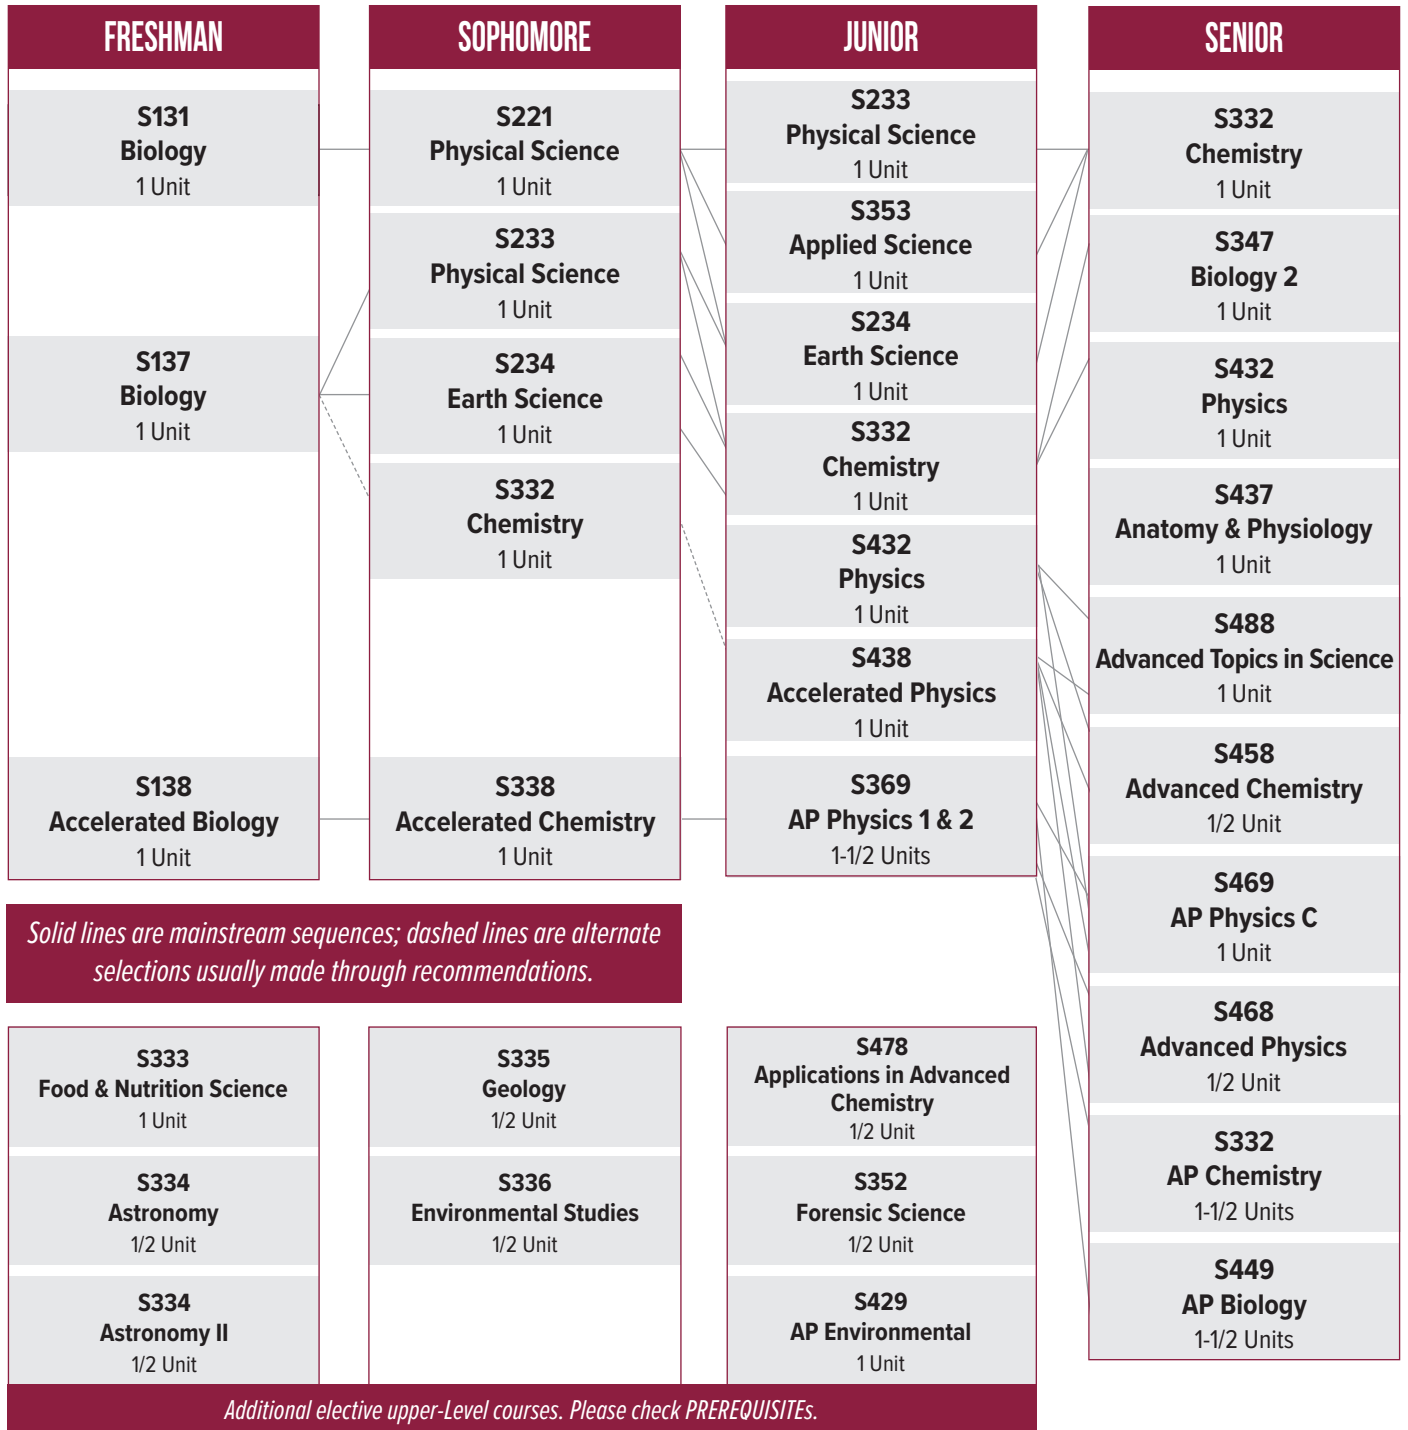 FRESHMAN
S131
Biology
1 Unit
S137
Biology
1 Unit
S138
Accelerated Biology
1 Unit
SOPHOMORE
S221
Physical Science
1 Unit
S233
Physical Science
1 Unit
S234
Earth Science
1 Unit
S332
Chemistry
1 Unit
S338
Accelerated Chemistry
1 Unit
JUNIOR
S233
Physical Science
1 Unit
S353
Applied Science
1 Unit
S234
Earth Science
1 Unit
S332
Chemistry
1 Unit
S432
Physics
1 Unit
S438
Accelerated Physics
1 Unit
S369
AP Physics 1 & 2
1-1/2 Units
SENIOR
S332
Chemistry
1 Unit
S347
Biology 2
1 Unit
S432
Physics
1 Unit
S437
Anatomy & Physiology
1 Unit
S488
Advanced Topics in Science
1 Unit
S458
Advanced Chemistry
1/2 Unit
S469
AP Physics C
1 Unit
S468
Advanced Physics
1/2 Unit
S332
AP Chemistry
1-1/2 Units
S449
AP Biology
1-1/2 Units
Solid lines are mainstream sequences; dashed lines are alternate
selections usually made through recommendations.
S333
Food & Nutrition Science
1 Unit
S334
Astronomy
1/2 Unit
S334
Astronomy II
1/2 Unit
S335
Geology
1/2 Unit
S336
Environmental Studies
1/2 Unit
S478
Applications in Advanced
Chemistry
1/2 Unit
S352
Forensic Science
1/2 Unit
S429
AP Environmental
1 Unit
Additional elective upper-Level courses. Please check PREREQUISITEs.